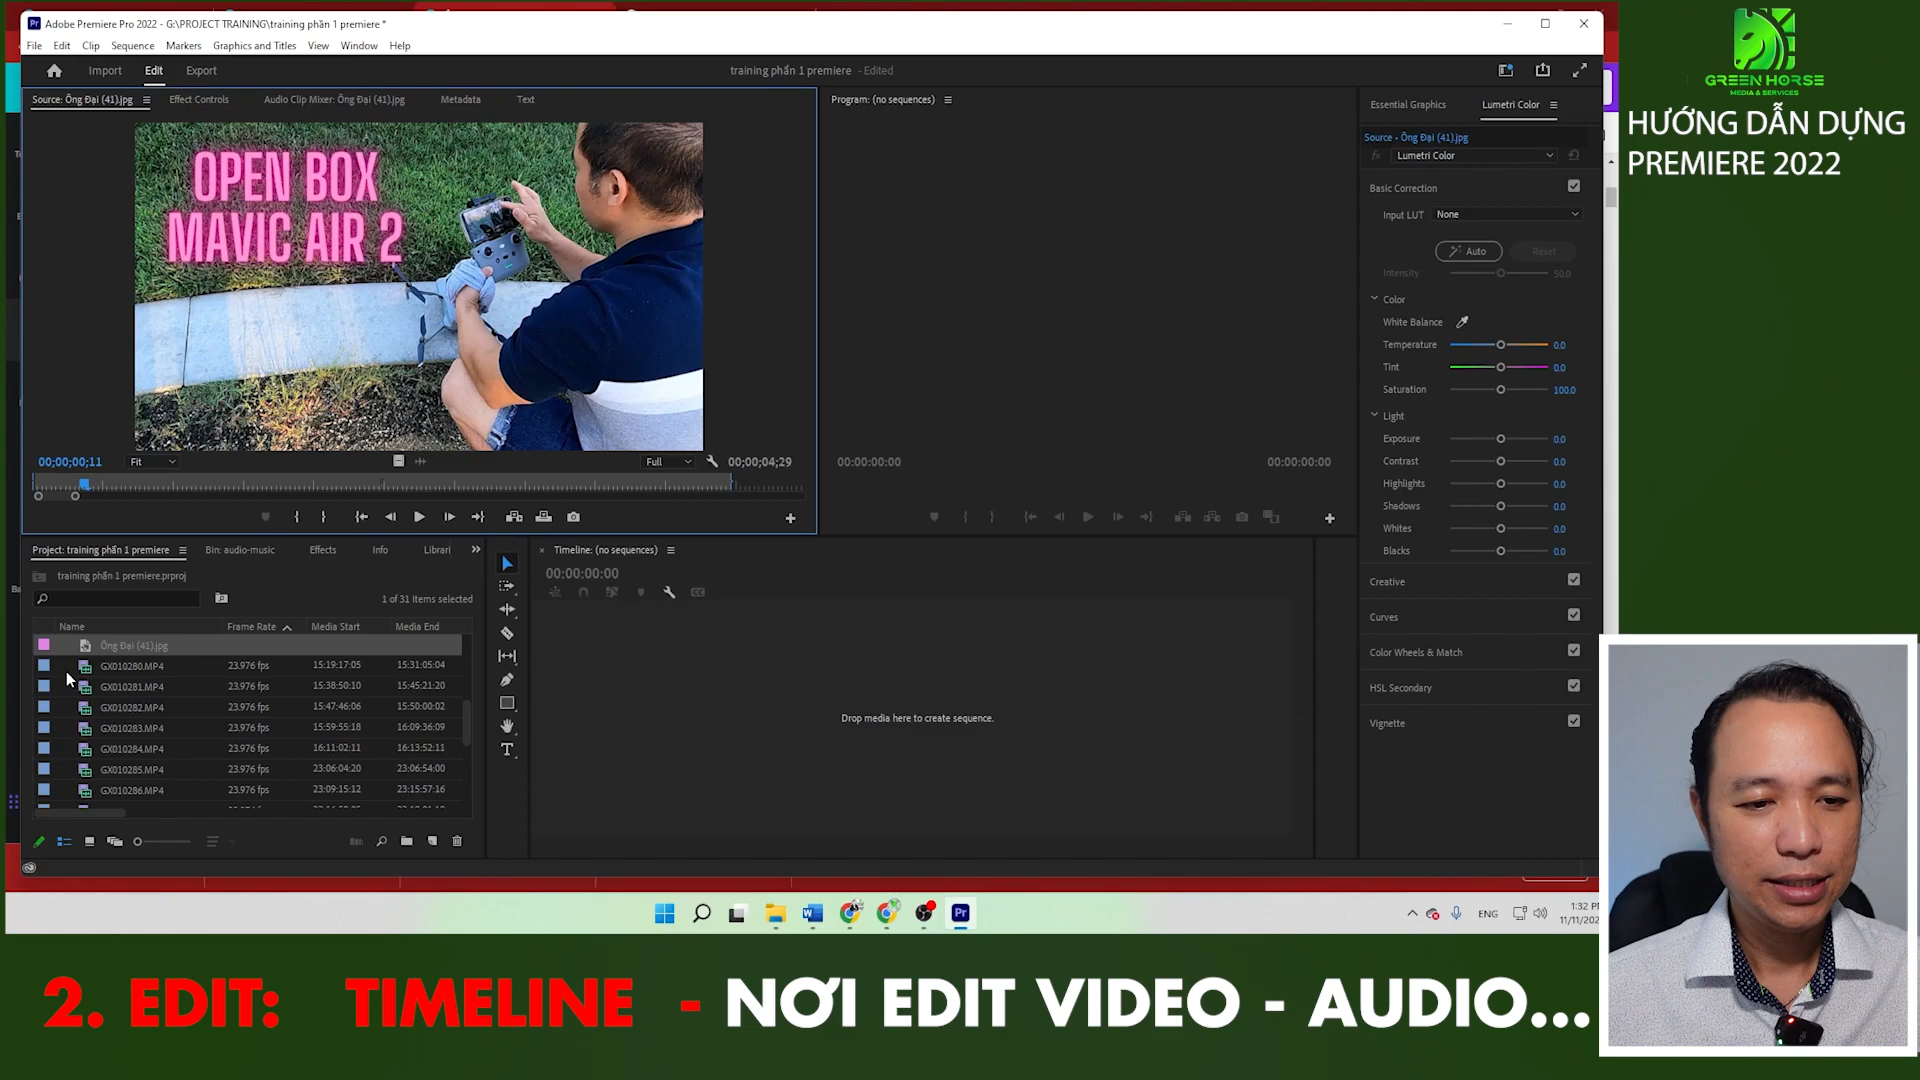 Adobe Premiere Pro 2022 - G:\PROJECT TRAINING\training phần 1 premiere *
File Edit Clip Sequence Markers Graphics and Titles View Window Help
Import Edit Export
training phần 1 premiere - Edited
Source: Ông Đại (41).jpg Effect Controls Audio Clip Mixer: Ông Đại (41).jpg Metadata Text
OPEN BOX
MAVIC AIR 2
00;00;00;11 Fit Full 00;00;04;29
Program: (no sequences)
00:00:00:00 00:00:00:00
Essential Graphics Lumetri Color
Source • Ông Đại (41).jpg
fx Lumetri Color
Basic Correction
Input LUT None
Auto Reset
Intensity 50.0
Color
White Balance
Temperature 0.0
Tint 0.0
Saturation 100.0
Light
Exposure 0.0
Contrast 0.0
Highlights 0.0
Shadows 0.0
Whites 0.0
Blacks 0.0
Creative
Curves
Color Wheels & Match
HSL Secondary
Vignette
Project: training phần 1 premiere Bin: audio-music Effects Info Librari
training phần 1 premiere.prproj
1 of 31 items selected
Name Frame Rate Media Start Media End
Ông Đại (41).jpg
GX010280.MP4 23.976 fps 15:19:17:05 15:31:05:04
GX010281.MP4 23.976 fps 15:38:50:10 15:45:21:20
GX010282.MP4 23.976 fps 15:47:46:06 15:50:00:02
GX010283.MP4 23.976 fps 15:59:55:18 16:09:36:09
GX010284.MP4 23.976 fps 16:11:02:11 16:13:52:11
GX010285.MP4 23.976 fps 23:06:04:20 23:06:54:00
GX010286.MP4 23.976 fps 23:09:15:12 23:15:57:16
Timeline: (no sequences)
00:00:00:00
Drop media here to create sequence.
ENG
1:32
GREEN HORSE
MEDIA & SERVICES
HƯỚNG DẪN DỰNG
PREMIERE 2022
2. EDIT: TIMELINE - NƠI EDIT VIDEO - AUDIO...